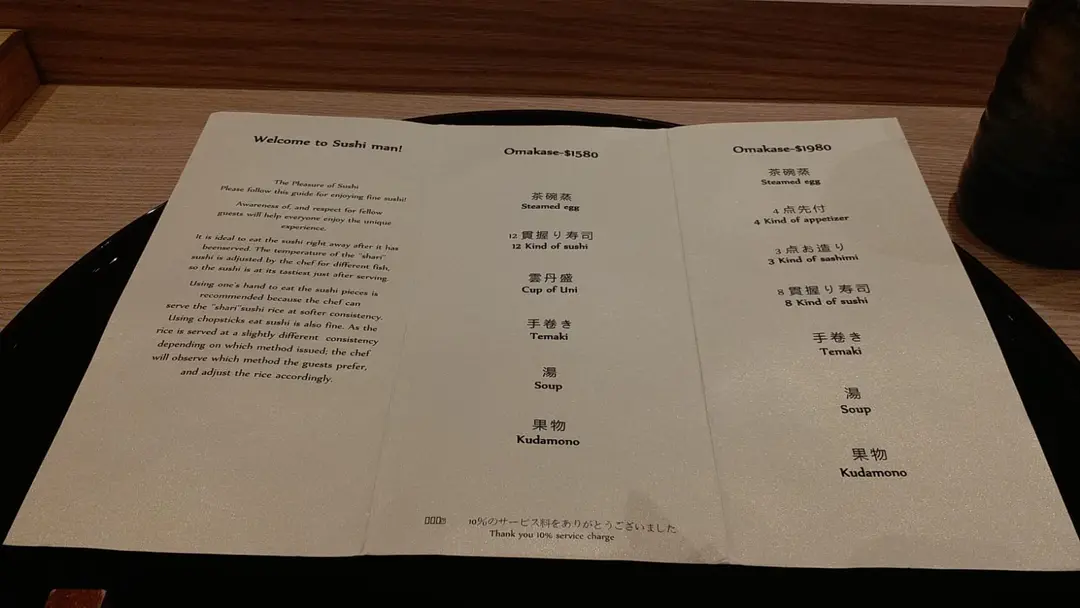 Welcome to Sushi man!
The Pleasure of Sushi
Please follow this guide for enjoying fine sushi!
Awareness of, and respect for fellow
guests will help everyone enjoy the unique
experience.
It is ideal to eat the sushi right away after it has
beenserved. The temperature of the "shari"
sushi is adjusted by the chef for different fish,
so the sushi is at its tastiest just after serving.
Using one's hand to eat the sushi pieces is
recommended because the chef can
serve the "shari"sushi rice at softer consistency.
Using chopsticks eat sushi is also fine. As the
rice is served at a slightly different consistency
depending on which method issued; the chef
will observe which method the guests prefer,
and adjust the rice accordingly.
Omakase-$1580
茶碗蒸
Steamed egg
12 貫握り寿司
12 Kind of sushi
雲丹盛
Cup of Uni
手巻き
Temaki
湯
Soup
果物
Kudamono
Omakase-$1980
茶碗蒸
Steamed egg
4 点先付
4 Kind of appetizer
3 点お造り
3 Kind of sashimi
8 貫握り寿司
8 Kind of sushi
手巻き
Temaki
湯
Soup
果物
Kudamono
10%のサービス料をありがとうございました
Thank you 10% service charge